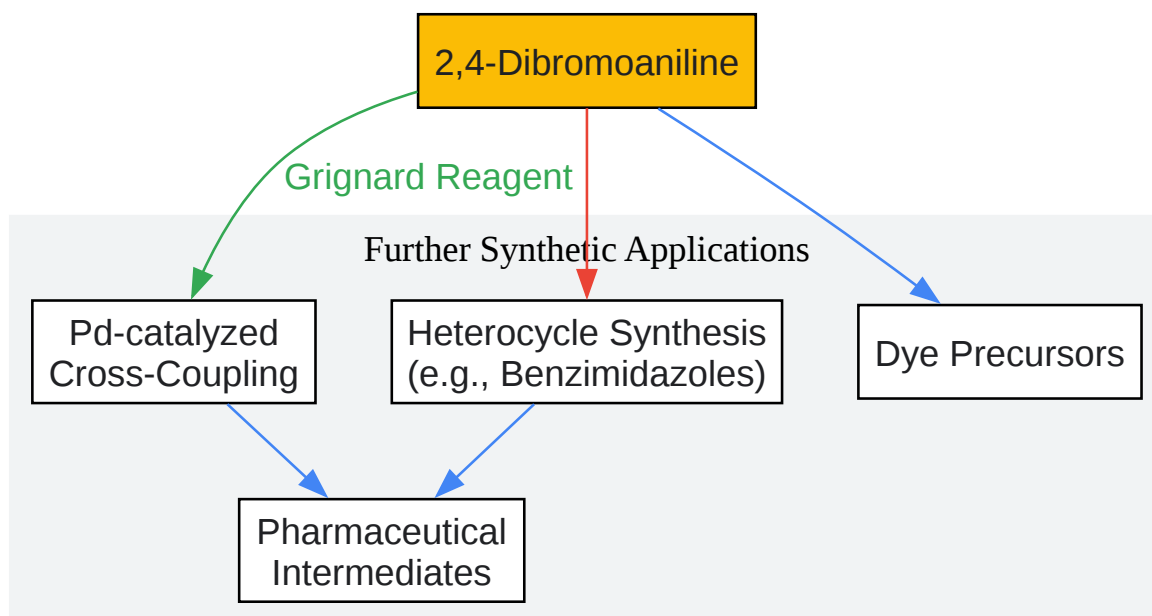 2,4-Dibromoaniline
Grignard Reagent
Further Synthetic Applications
Pd-catalyzed
Cross-Coupling
Heterocycle Synthesis
(e.g., Benzimidazoles)
Dye Precursors
Pharmaceutical
Intermediates